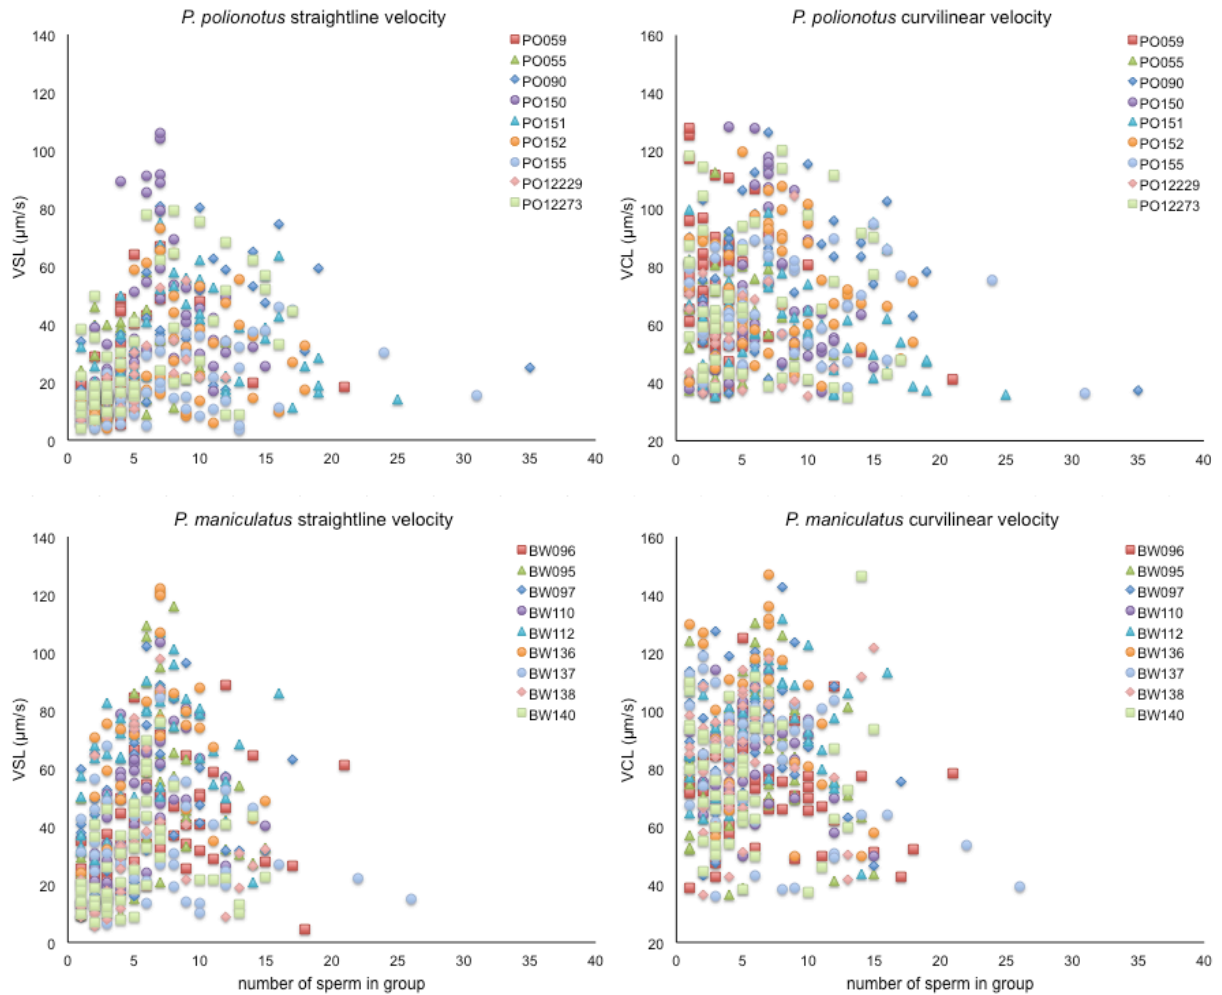 P. polionotus straightline velocity
140
120
100
80
60
40
20
0
VSL (µm/s)
0 5 10 15 20 25 30 35 40
PO059
PO055
PO090
PO150
PO151
PO152
PO155
PO12229
PO12273
P. polionotus curvilinear velocity
160
140
120
100
80
60
40
20
VCL (µm/s)
0 5 10 15 20 25 30 35 40
PO059
PO055
PO090
PO150
PO151
PO152
PO155
PO12229
PO12273
P. maniculatus straightline velocity
140
120
100
80
60
40
20
0
VSL (µm/s)
0 5 10 15 20 25 30 35 40
number of sperm in group
BW096
BW095
BW097
BW110
BW112
BW136
BW137
BW138
BW140
P. maniculatus curvilinear velocity
160
140
120
100
80
60
40
20
VCL (µm/s)
0 5 10 15 20 25 30 35 40
number of sperm in group
BW096
BW095
BW097
BW110
BW112
BW136
BW137
BW138
BW140